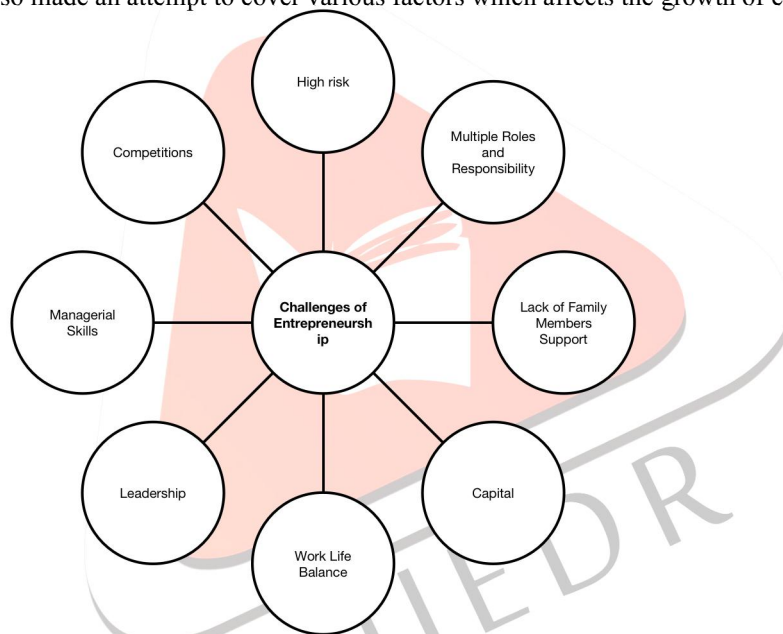 so made an attempt to cover various factors which affects the growth of
High risk
Multiple Roles
and
Responsibility
Competitions
Managerial
Skills
Challenges of
Entrepreneursh
ip
Lack of Family
Members
Support
Leadership
Capital
Work Life
Balance